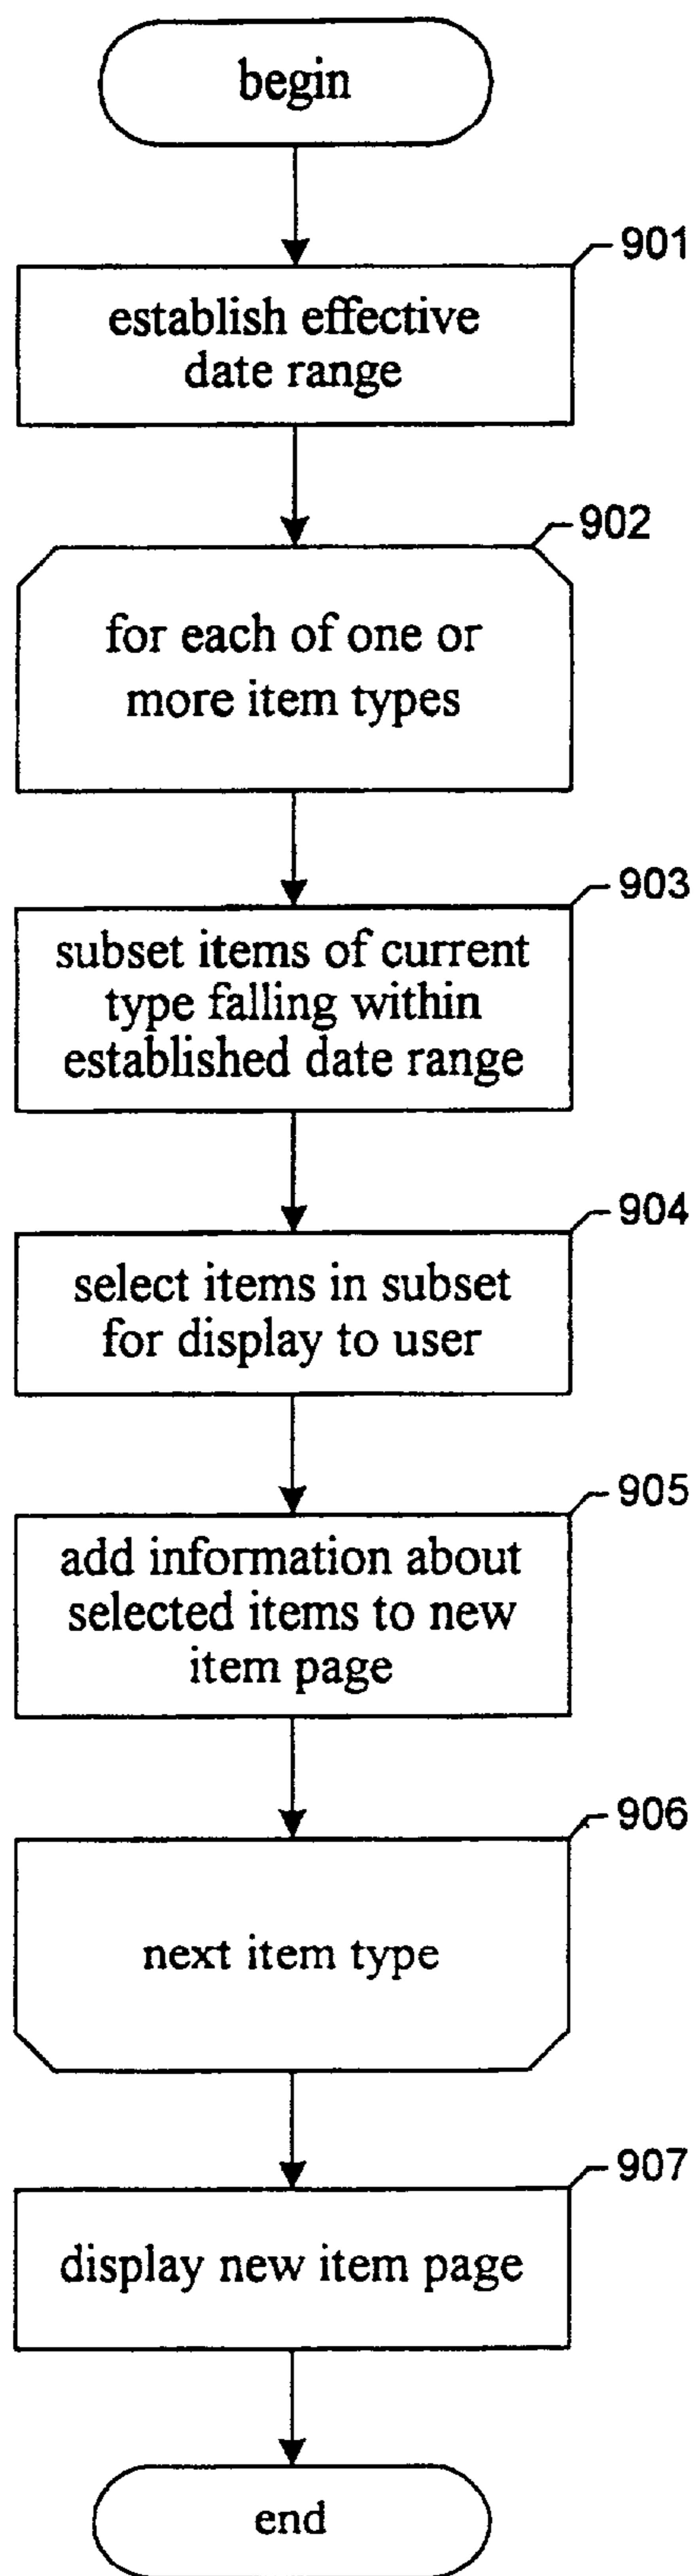 begin
901
establish effective
date range
902
for each of one or
more item types
903
subset items of current
type falling within
established date range
904
select items in subset
for display to user
905
add information about
selected items to new
item page
906
next item type
907
display new item page
end